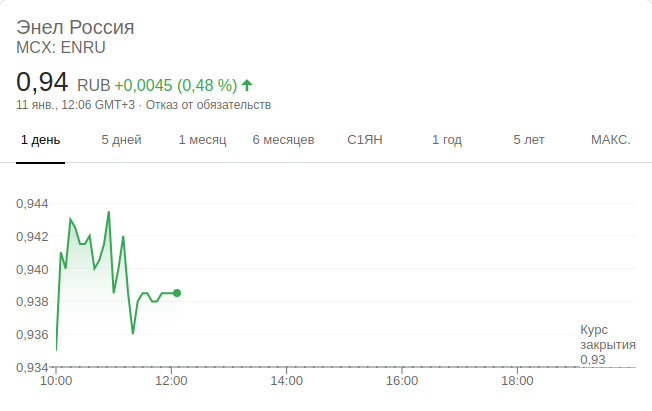 Энел Россия
MCX: ENRU
0,94 RUB +0,0045 (0,48 %)
11 янв., 12:06 GMT+3 · Отказ от обязательств
1 день 5 дней 1 месяц 6 месяцев С1ЯН 1 год 5 лет МАКС.
0,944
0,942
0,940
0,938
0,936
0,934
Курс
закрытия
0,93
10:00 12:00 14:00 16:00 18:00